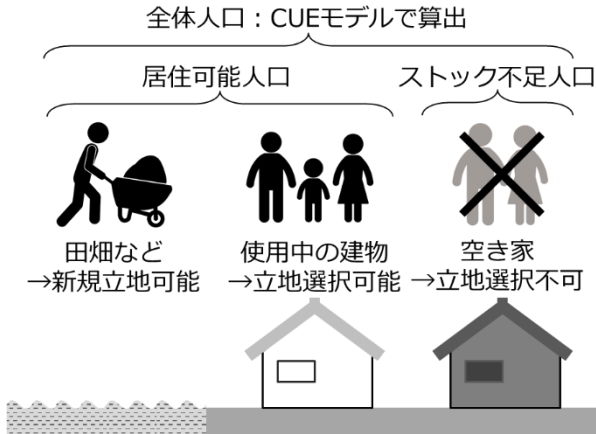 全体人口：CUEモデルで算出
居住可能人口
ストック不足人口
田畑など
→新規立地可能
使用中の建物
→立地選択可能
空き家
→立地選択不可